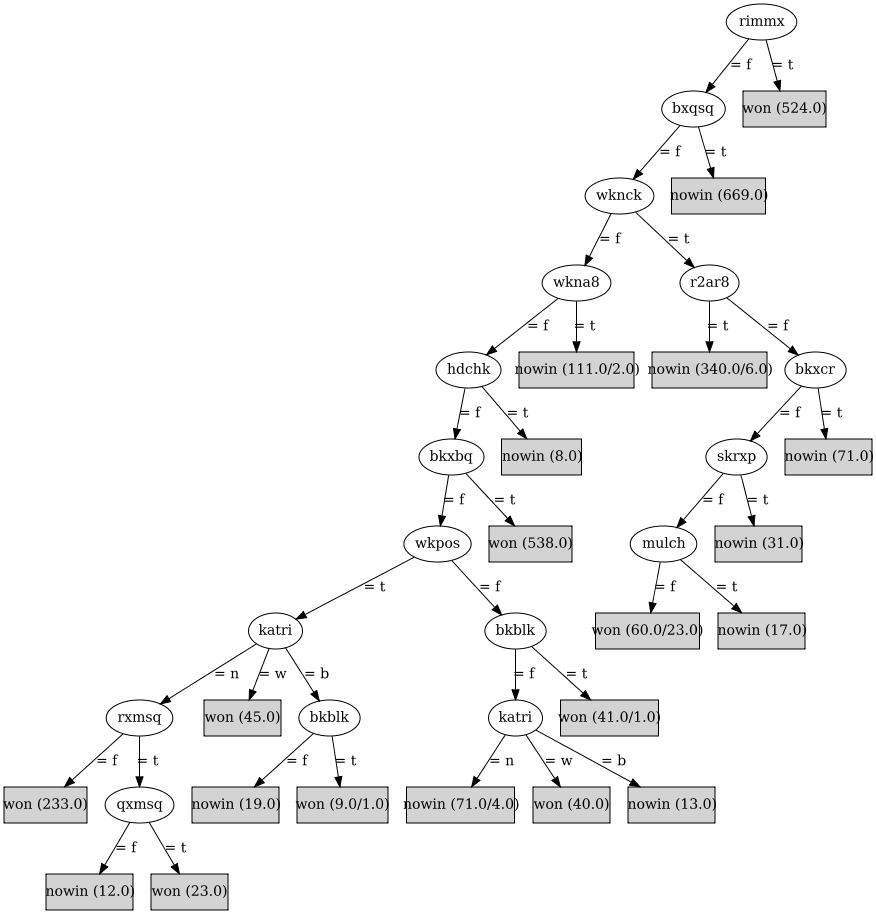 rimmx
= f = t
bxqsq won (524.0)
= f = t
wknck nowin (669.0)
= f = t
wkna8 r2ar8
= f = t = t = f
hdchk nowin (111.0/2.0) nowin (340.0/6.0) bkxcr
= f = t = f = t
bkxbq nowin (8.0) skrxp nowin (71.0)
= f = t = f = t
wkpos won (538.0) mulch nowin (31.0)
= t = f = f = t
katri bkblk won (60.0/23.0) nowin (17.0)
= n = w = b = f = t
rxmsq won (45.0) bkblk katri won (41.0/1.0)
= f = t = f = t = n = w = b
won (233.0) qxmsq nowin (19.0) won (9.0/1.0) nowin (71.0/4.0) won (40.0) nowin (13.0)
= f = t
nowin (12.0) won (23.0)